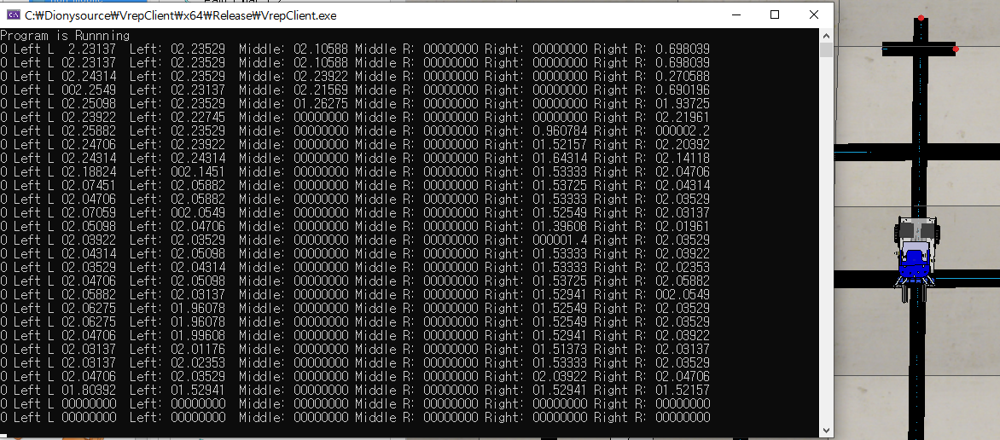 C:₩Dionysource₩VrepClient₩x64₩Release₩VrepClient.exe
Program is Runnning
0 Left L  2.23137  Left: 02.23529  Middle: 02.10588 Middle R: 00000000 Right: 00000000 Right R: 0.698039
0 Left L 02.23137  Left: 02.23529  Middle: 02.10588 Middle R: 00000000 Right: 00000000 Right R: 0.698039
0 Left L 02.24314  Left: 02.23529  Middle: 02.23922 Middle R: 00000000 Right: 00000000 Right R: 0.270588
0 Left L 002.2549  Left: 02.23137  Middle: 02.21569 Middle R: 00000000 Right: 00000000 Right R: 0.690196
0 Left L 02.25098  Left: 02.23529  Middle: 01.26275 Middle R: 00000000 Right: 00000000 Right R: 01.93725
0 Left L 02.23922  Left: 02.22745  Middle: 00000000 Middle R: 00000000 Right: 00000000 Right R: 02.21961
0 Left L 02.25882  Left: 02.23529  Middle: 00000000 Middle R: 00000000 Right: 0.960784 Right R: 000002.2
0 Left L 02.24706  Left: 02.23922  Middle: 00000000 Middle R: 00000000 Right: 01.52157 Right R: 02.20392
0 Left L 02.24314  Left: 02.24314  Middle: 00000000 Middle R: 00000000 Right: 01.64314 Right R: 02.14118
0 Left L 02.18824  Left: 002.1451  Middle: 00000000 Middle R: 00000000 Right: 01.53333 Right R: 02.04706
0 Left L 02.07451  Left: 02.05882  Middle: 00000000 Middle R: 00000000 Right: 01.53725 Right R: 02.04314
0 Left L 02.04706  Left: 02.05882  Middle: 00000000 Middle R: 00000000 Right: 01.53333 Right R: 02.03529
0 Left L 02.07059  Left: 002.0549  Middle: 00000000 Middle R: 00000000 Right: 01.52549 Right R: 02.03137
0 Left L 02.05098  Left: 02.04706  Middle: 00000000 Middle R: 00000000 Right: 01.39608 Right R: 02.01961
0 Left L 02.03922  Left: 02.03529  Middle: 00000000 Middle R: 00000000 Right: 000001.4 Right R: 02.03529
0 Left L 02.04314  Left: 02.05098  Middle: 00000000 Middle R: 00000000 Right: 01.53333 Right R: 02.03922
0 Left L 02.03529  Left: 02.04314  Middle: 00000000 Middle R: 00000000 Right: 01.53333 Right R: 02.02353
0 Left L 02.04706  Left: 02.05098  Middle: 00000000 Middle R: 00000000 Right: 01.53725 Right R: 02.05882
0 Left L 02.05882  Left: 02.03137  Middle: 00000000 Middle R: 00000000 Right: 01.52941 Right R: 002.0549
0 Left L 02.06275  Left: 01.96078  Middle: 00000000 Middle R: 00000000 Right: 01.52549 Right R: 02.03529
0 Left L 02.06275  Left: 01.96078  Middle: 00000000 Middle R: 00000000 Right: 01.52549 Right R: 02.03529
0 Left L 02.04706  Left: 01.99608  Middle: 00000000 Middle R: 00000000 Right: 01.52941 Right R: 02.03922
0 Left L 02.03137  Left: 02.01176  Middle: 00000000 Middle R: 00000000 Right: 01.51373 Right R: 02.03137
0 Left L 02.03137  Left: 02.02353  Middle: 00000000 Middle R: 00000000 Right: 01.53333 Right R: 02.03529
0 Left L 02.04706  Left: 02.03529  Middle: 00000000 Middle R: 00000000 Right: 02.03922 Right R: 02.04706
0 Left L 01.80392  Left: 01.52941  Middle: 00000000 Middle R: 00000000 Right: 01.52941 Right R: 01.52157
0 Left L 00000000  Left: 00000000  Middle: 00000000 Middle R: 00000000 Right: 00000000 Right R: 00000000
0 Left L 00000000  Left: 00000000  Middle: 00000000 Middle R: 00000000 Right: 00000000 Right R: 00000000